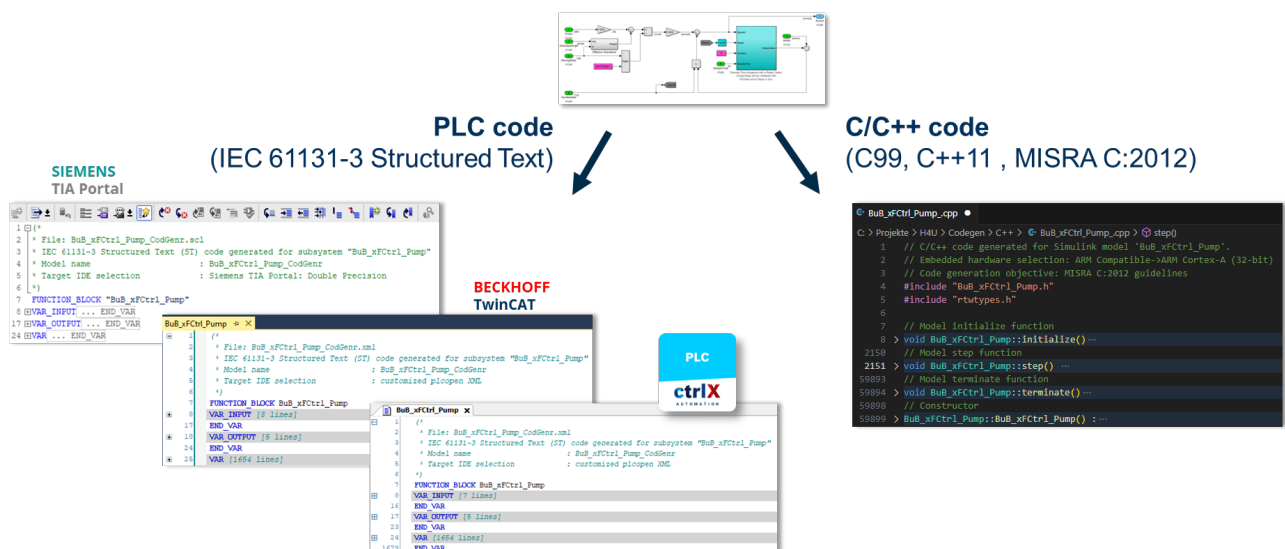 PLC code
(IEC 61131-3 Structured Text)
C/C++ code
(C99, C++11 , MISRA C:2012)
SIEMENS
TIA Portal
1 (*
2 * File: BuB_xFCtrl_Pump_CodGenr.scl
3 * IEC 61131-3 Structured Text (ST) code generated for subsystem "BuB_xFCtrl_Pump"
4 * Model name : BuB_xFCtrl_Pump_CodGenr
5 * Target IDE selection : Siemens TIA Portal: Double Precision
6 *)
7 FUNCTION_BLOCK "BuB_xFCtrl_Pump"
8 VAR_INPUT ... END_VAR
17 VAR_OUTPUT ... END_VAR
24 VAR ... END_VAR
BECKHOFF
TwinCAT
BuB_xFCtrl_Pump
1 (*
2 * File: BuB_xFCtrl_Pump_CodGenr.xml
3 * IEC 61131-3 Structured Text (ST) code generated for subsystem "BuB_xFCtrl_Pump"
4 * Model name : BuB_xFCtrl_Pump_CodGenr
5 * Target IDE selection : customized plcopen XML
6 *)
7 FUNCTION_BLOCK BuB_xFCtrl_Pump
8 VAR_INPUT [8 lines]
17 END_VAR
18 VAR_OUTPUT [5 lines]
24 END_VAR
25 VAR [1654 lines]
PLC
ctrlX
AUTOMATION
BuB_xFCtrl_Pump
1 (*
2 * File: BuB_xFCtrl_Pump_CodGenr.xml
3 * IEC 61131-3 Structured Text (ST) code generated for subsystem "BuB_xFCtrl_Pump"
4 * Model name : BuB_xFCtrl_Pump_CodGenr
5 * Target IDE selection : customized plcopen XML
6 *)
7 FUNCTION_BLOCK BuB_xFCtrl_Pump
8 VAR_INPUT [7 lines]
16 END_VAR
17 VAR_OUTPUT [5 lines]
23 END_VAR
24 VAR [1654 lines]
1679 END_VAR
BuB_xFCtrl_Pump_.cpp
C: > Projekte > H4U > Codegen > C++ > BuB_xFCtrl_Pump_.cpp > step()
1 // C/C++ code generated for Simulink model 'BuB_xFCtrl_Pump'.
2 // Embedded hardware selection: ARM Compatible->ARM Cortex-A (32-bit)
3 // Code generation objective: MISRA C:2012 guidelines
4 #include "BuB_xFCtrl_Pump.h"
5 #include "rtwtypes.h"
6
7 // Model initialize function
8 > void BuB_xFCtrl_Pump::initialize() ...
2150 // Model step function
2151 > void BuB_xFCtrl_Pump::step() ...
59893 // Model terminate function
59894 > void BuB_xFCtrl_Pump::terminate() ...
59898 // Constructor
59899 > BuB_xFCtrl_Pump::BuB_xFCtrl_Pump() : ...